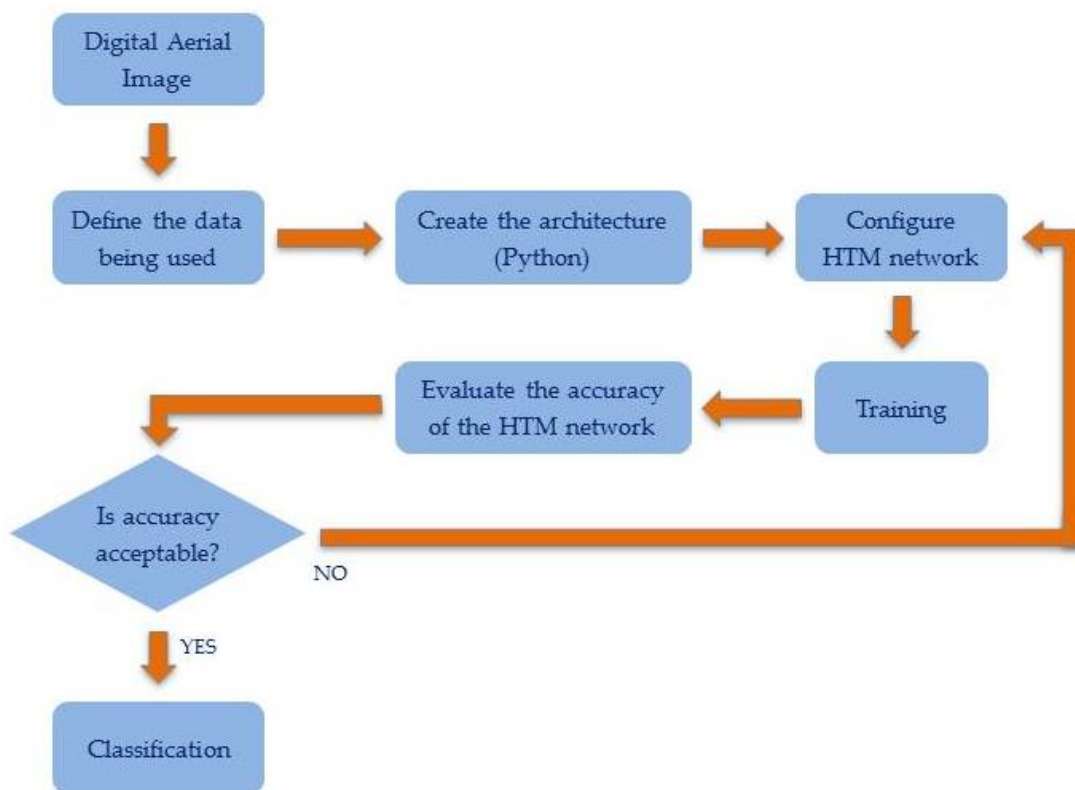 Digital Aerial
Image
Define the data
being used
Create the architecture
(Python)
Configure
HTM network
Training
Evaluate the accuracy
of the HTM network
Is accuracy
acceptable?
NO
YES
Classification